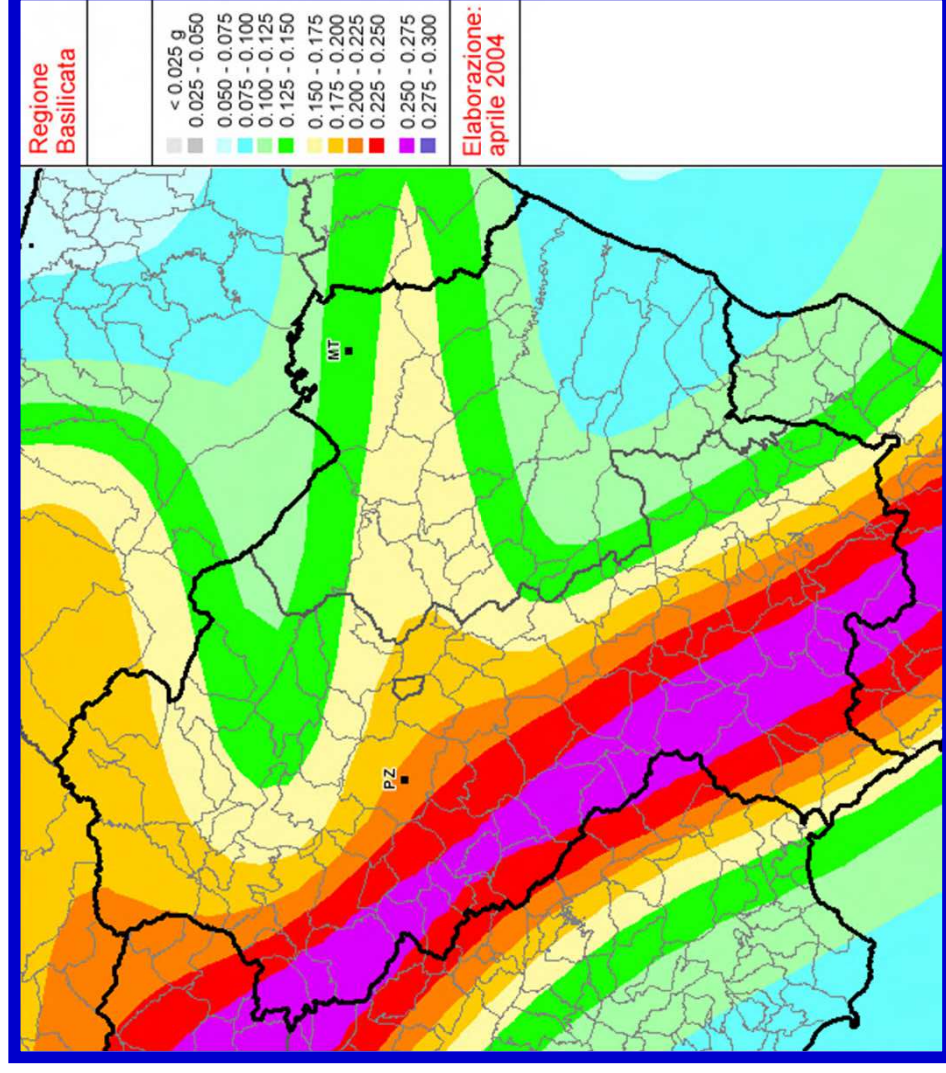 Regione
Basilicata
< 0.025 g
0.025 - 0.050
0.050 - 0.075
0.075 - 0.100
0.100 - 0.125
0.125 - 0.150
0.150 - 0.175
0.175 - 0.200
0.200 - 0.225
0.225 - 0.250
0.250 - 0.275
0.275 - 0.300
Elaborazione:
aprile 2004
MT
PZ